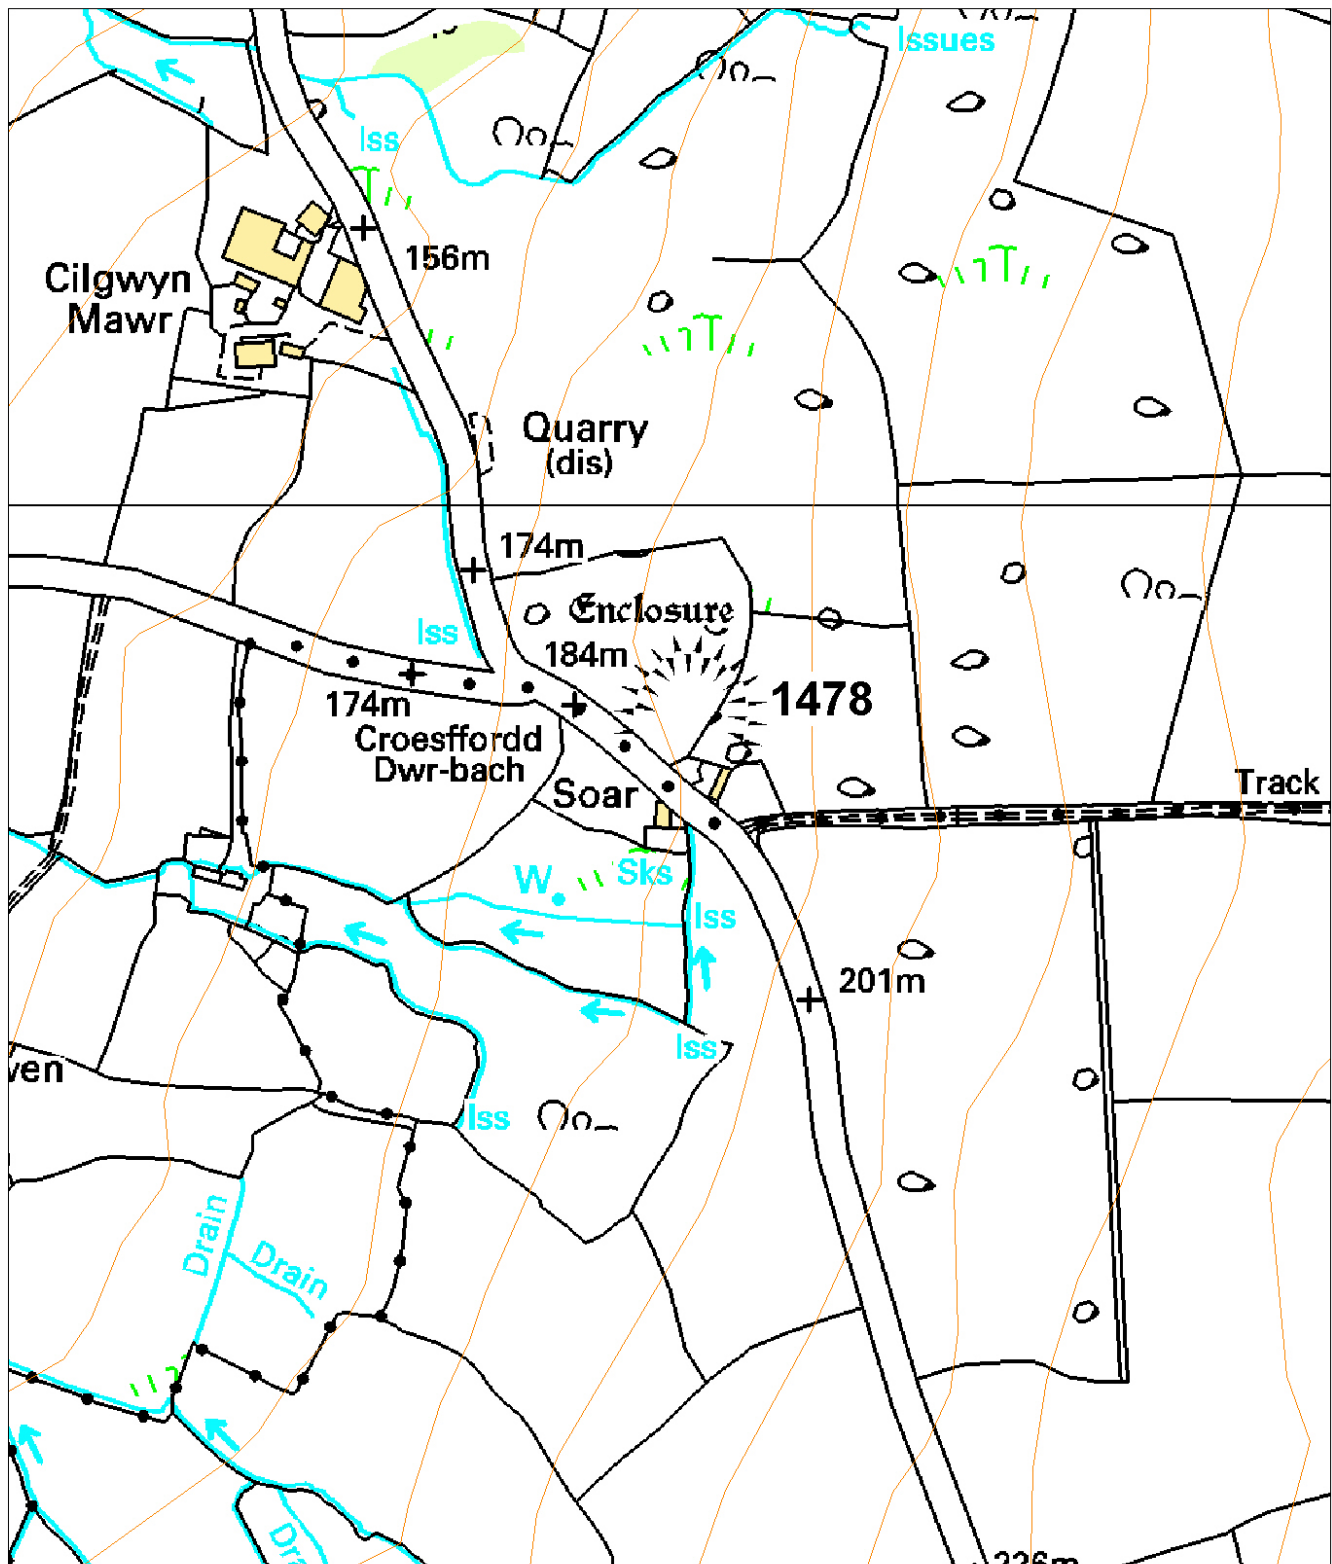 Issues
Iss
156m
Cilgwyn
Mawr
Quarry
(dis)
174m
Enclosure
Iss
184m
1478
174m
Croesffordd
Dwr-bach
Soar
Track
W
Sks
Iss
201m
Iss
ven
Iss
Drain
Drain
226m